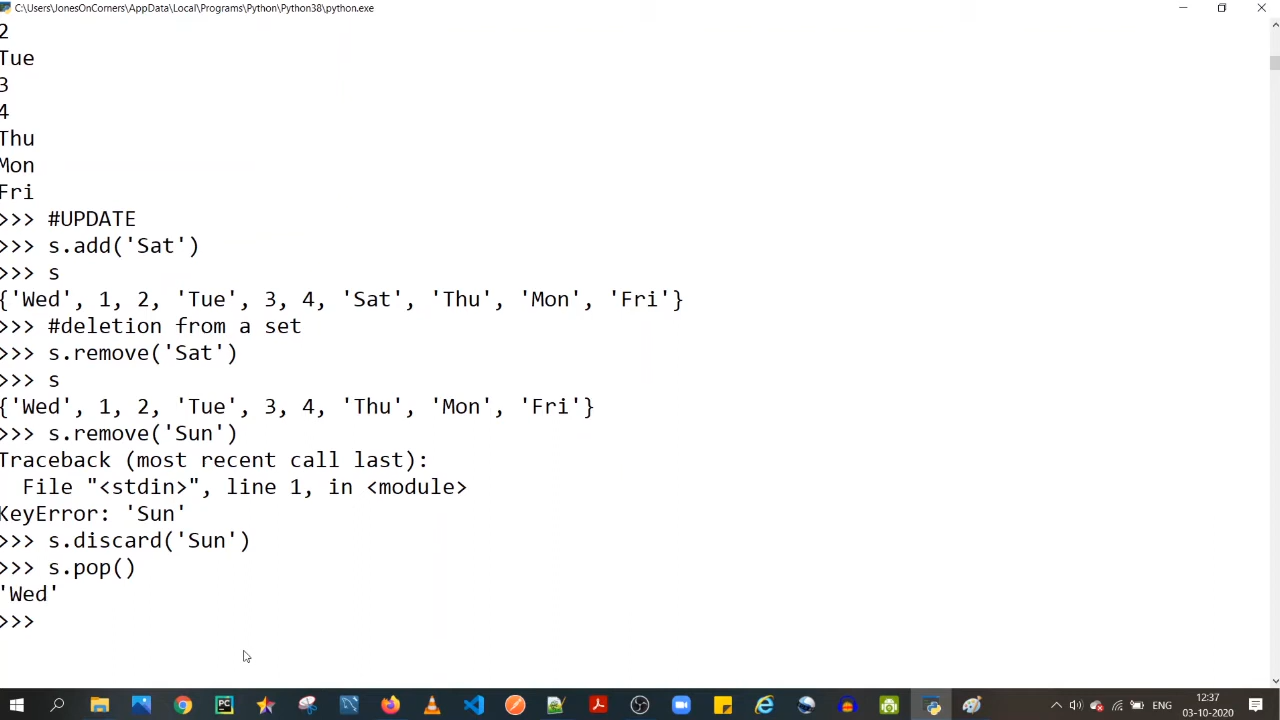 C:\Users\JonesOnCorners\AppData\Local\Programs\Python\Python38\python.exe
2
Tue
3
4
Thu
Mon
Fri
>>> #UPDATE
>>> s.add('Sat')
>>> s
{'Wed', 1, 2, 'Tue', 3, 4, 'Sat', 'Thu', 'Mon', 'Fri'}
>>> #deletion from a set
>>> s.remove('Sat')
>>> s
{'Wed', 1, 2, 'Tue', 3, 4, 'Thu', 'Mon', 'Fri'}
>>> s.remove('Sun')
Traceback (most recent call last):
  File "<stdin>", line 1, in <module>
KeyError: 'Sun'
>>> s.discard('Sun')
>>> s.pop()
'Wed'
>>>
PC
ENG
12:37
03-10-2020